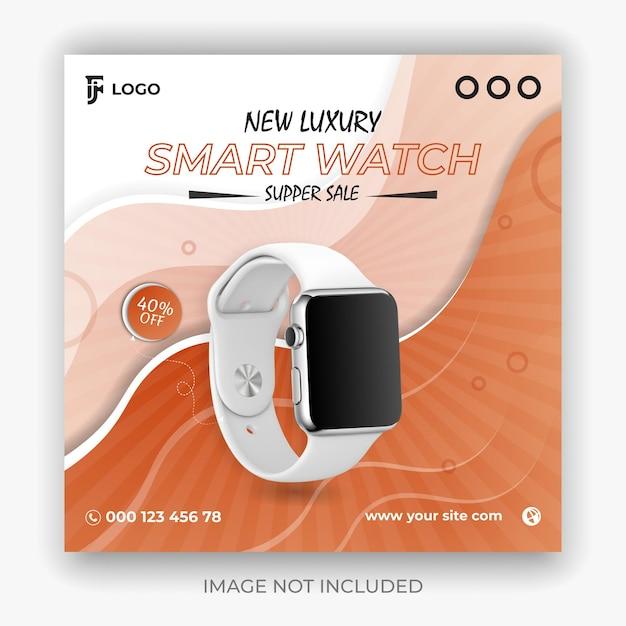 LOGO
NEW LUXURY
SMART WATCH
SUPPER SALE
40%
OFF
000 123 456 78
www.your site com
IMAGE NOT INCLUDED